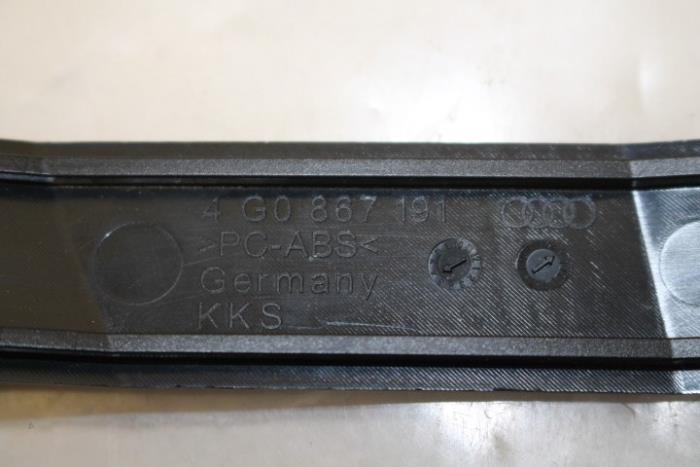 4 G0 867 191
>PC-ABS<
Germany
KKS